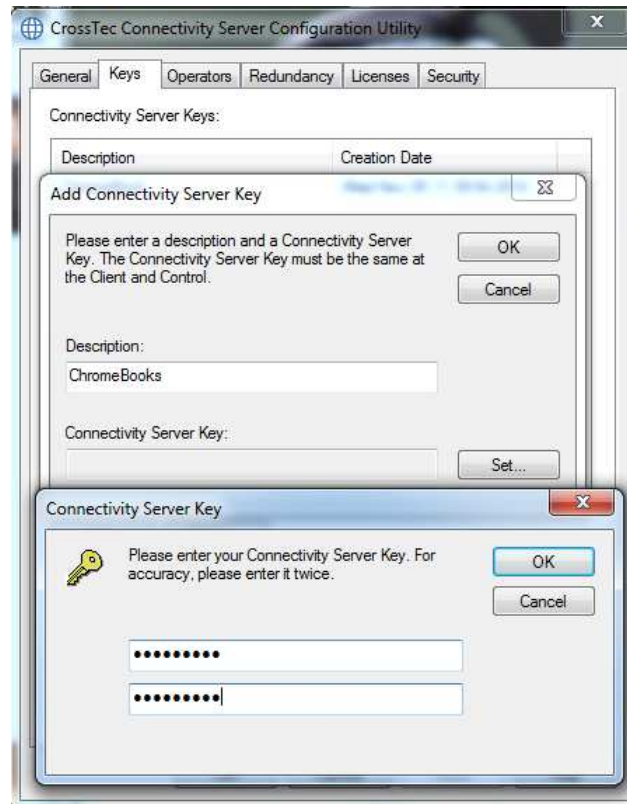 CrossTec Connectivity Server Configuration Utility
General Keys Operators Redundancy Licenses Security
Connectivity Server Keys:
Description Creation Date
Add Connectivity Server Key
Please enter a description and a Connectivity Server
Key. The Connectivity Server Key must be the same at
the Client and Control.
OK
Cancel
Description:
ChromeBooks
Connectivity Server Key:
Set...
Connectivity Server Key
Please enter your Connectivity Server Key. For
accuracy, please enter it twice.
OK
Cancel
•••••••••
•••••••••